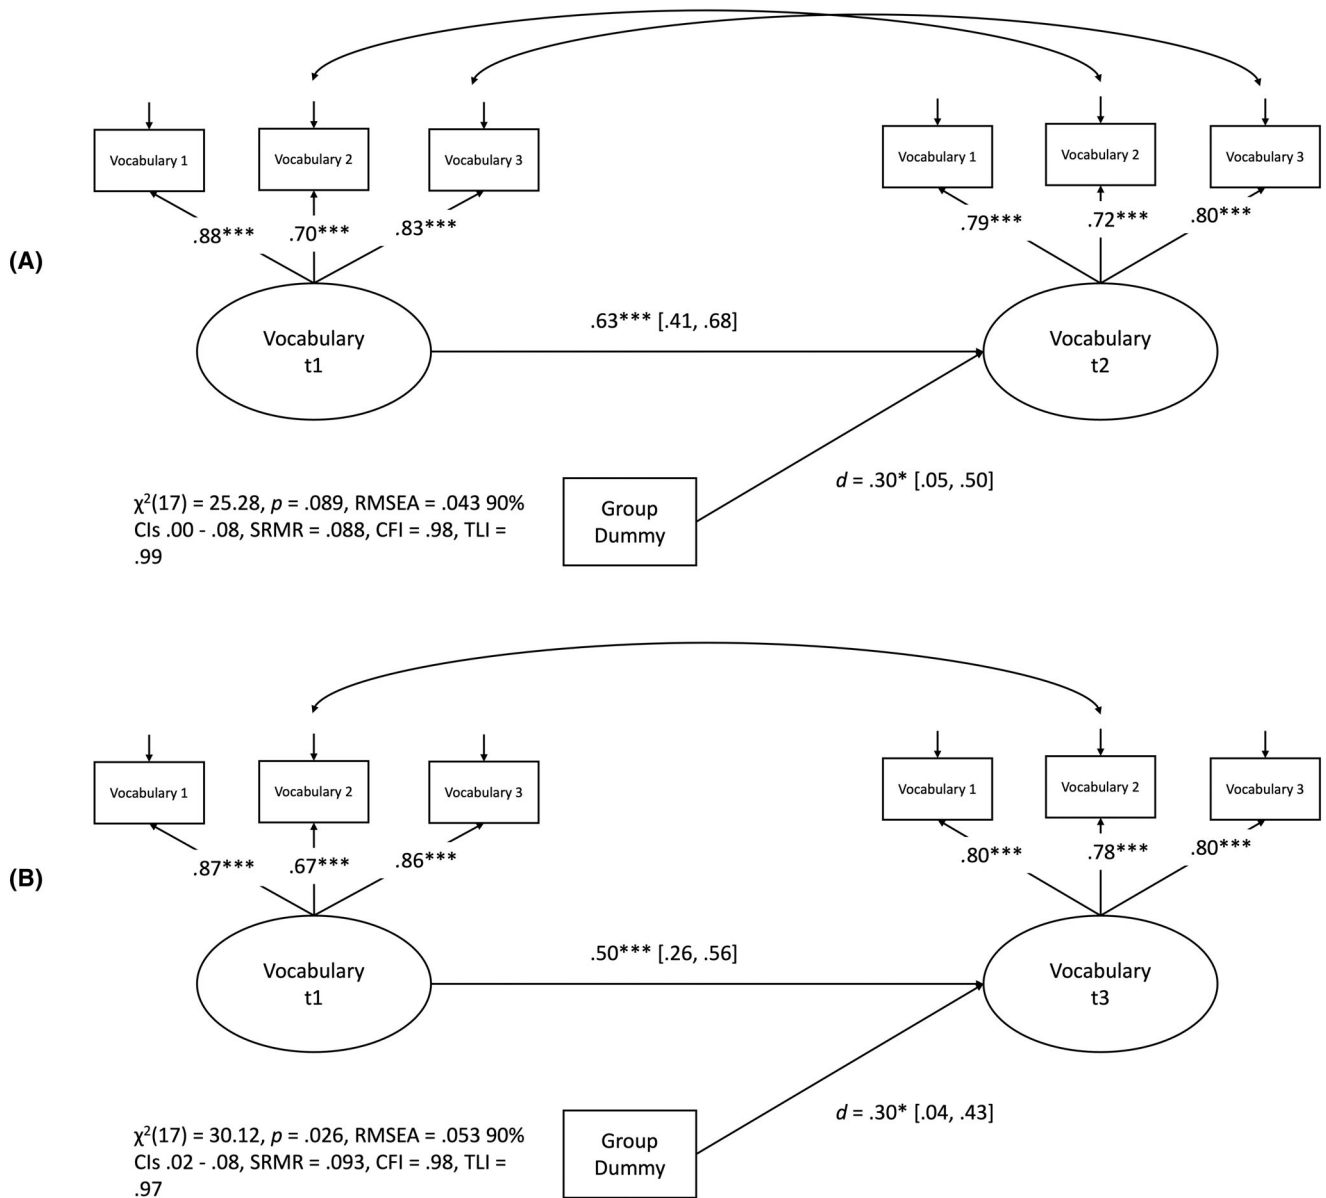 Vocabulary 1
Vocabulary 2
Vocabulary 3
Vocabulary 1
Vocabulary 2
Vocabulary 3
.88***
.70***
.83***
.79***
.72***
.80***
(A)
Vocabulary
t1
.63*** [.41, .68]
Vocabulary
t2
d = .30* [.05, .50]
χ²(17) = 25.28, p = .089, RMSEA = .043 90%
CIs .00 - .08, SRMR = .088, CFI = .98, TLI =
.99
Group
Dummy
Vocabulary 1
Vocabulary 2
Vocabulary 3
Vocabulary 1
Vocabulary 2
Vocabulary 3
.87***
.67***
.86***
.80***
.78***
.80***
(B)
Vocabulary
t1
.50*** [.26, .56]
Vocabulary
t3
d = .30* [.04, .43]
χ²(17) = 30.12, p = .026, RMSEA = .053 90%
CIs .02 - .08, SRMR = .093, CFI = .98, TLI =
.97
Group
Dummy